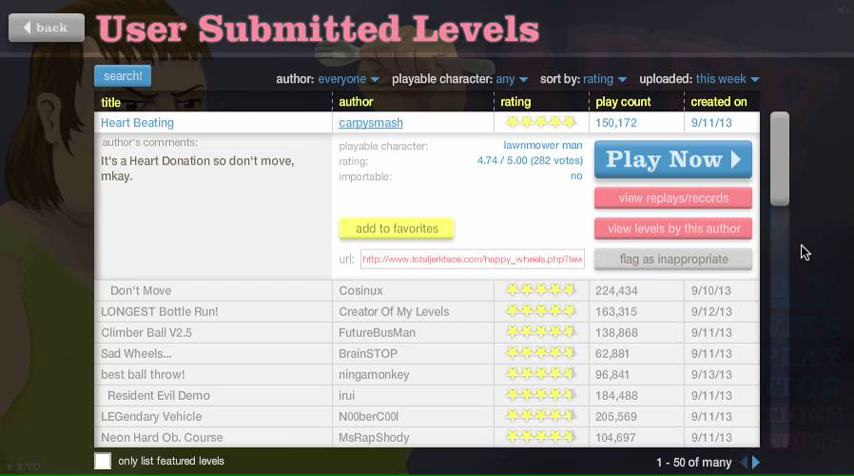 back
User Submitted Levels
search!
author: everyone playable character: any sort by: rating uploaded: this week
title author rating play count created on
Heart Beating carpysmash 150,172 9/11/13
author's comments:
It's a Heart Donation so don't move,
mkay.
playable character: lawnmower man
rating: 4.74 / 5.00 (282 votes)
importable: no
Play Now
view replays/records
add to favorites
view levels by this author
url: http://www.totaljerkface.com/happy_wheels.php?lev
flag as inappropriate
Don't Move Cosinux 224,434 9/10/13
LONGEST Bottle Run! Creator Of My Levels 163,315 9/12/13
Climber Ball V2.5 FutureBusMan 138,868 9/11/13
Sad Wheels... BrainSTOP 62,881 9/11/13
best ball throw! ningamonkey 96,841 9/13/13
Resident Evil Demo irui 184,488 9/11/13
LEGendary Vehicle N00berC00l 205,569 9/11/13
Neon Hard Ob. Course MsRapShody 104,697 9/11/13
only list featured levels
1 - 50 of many